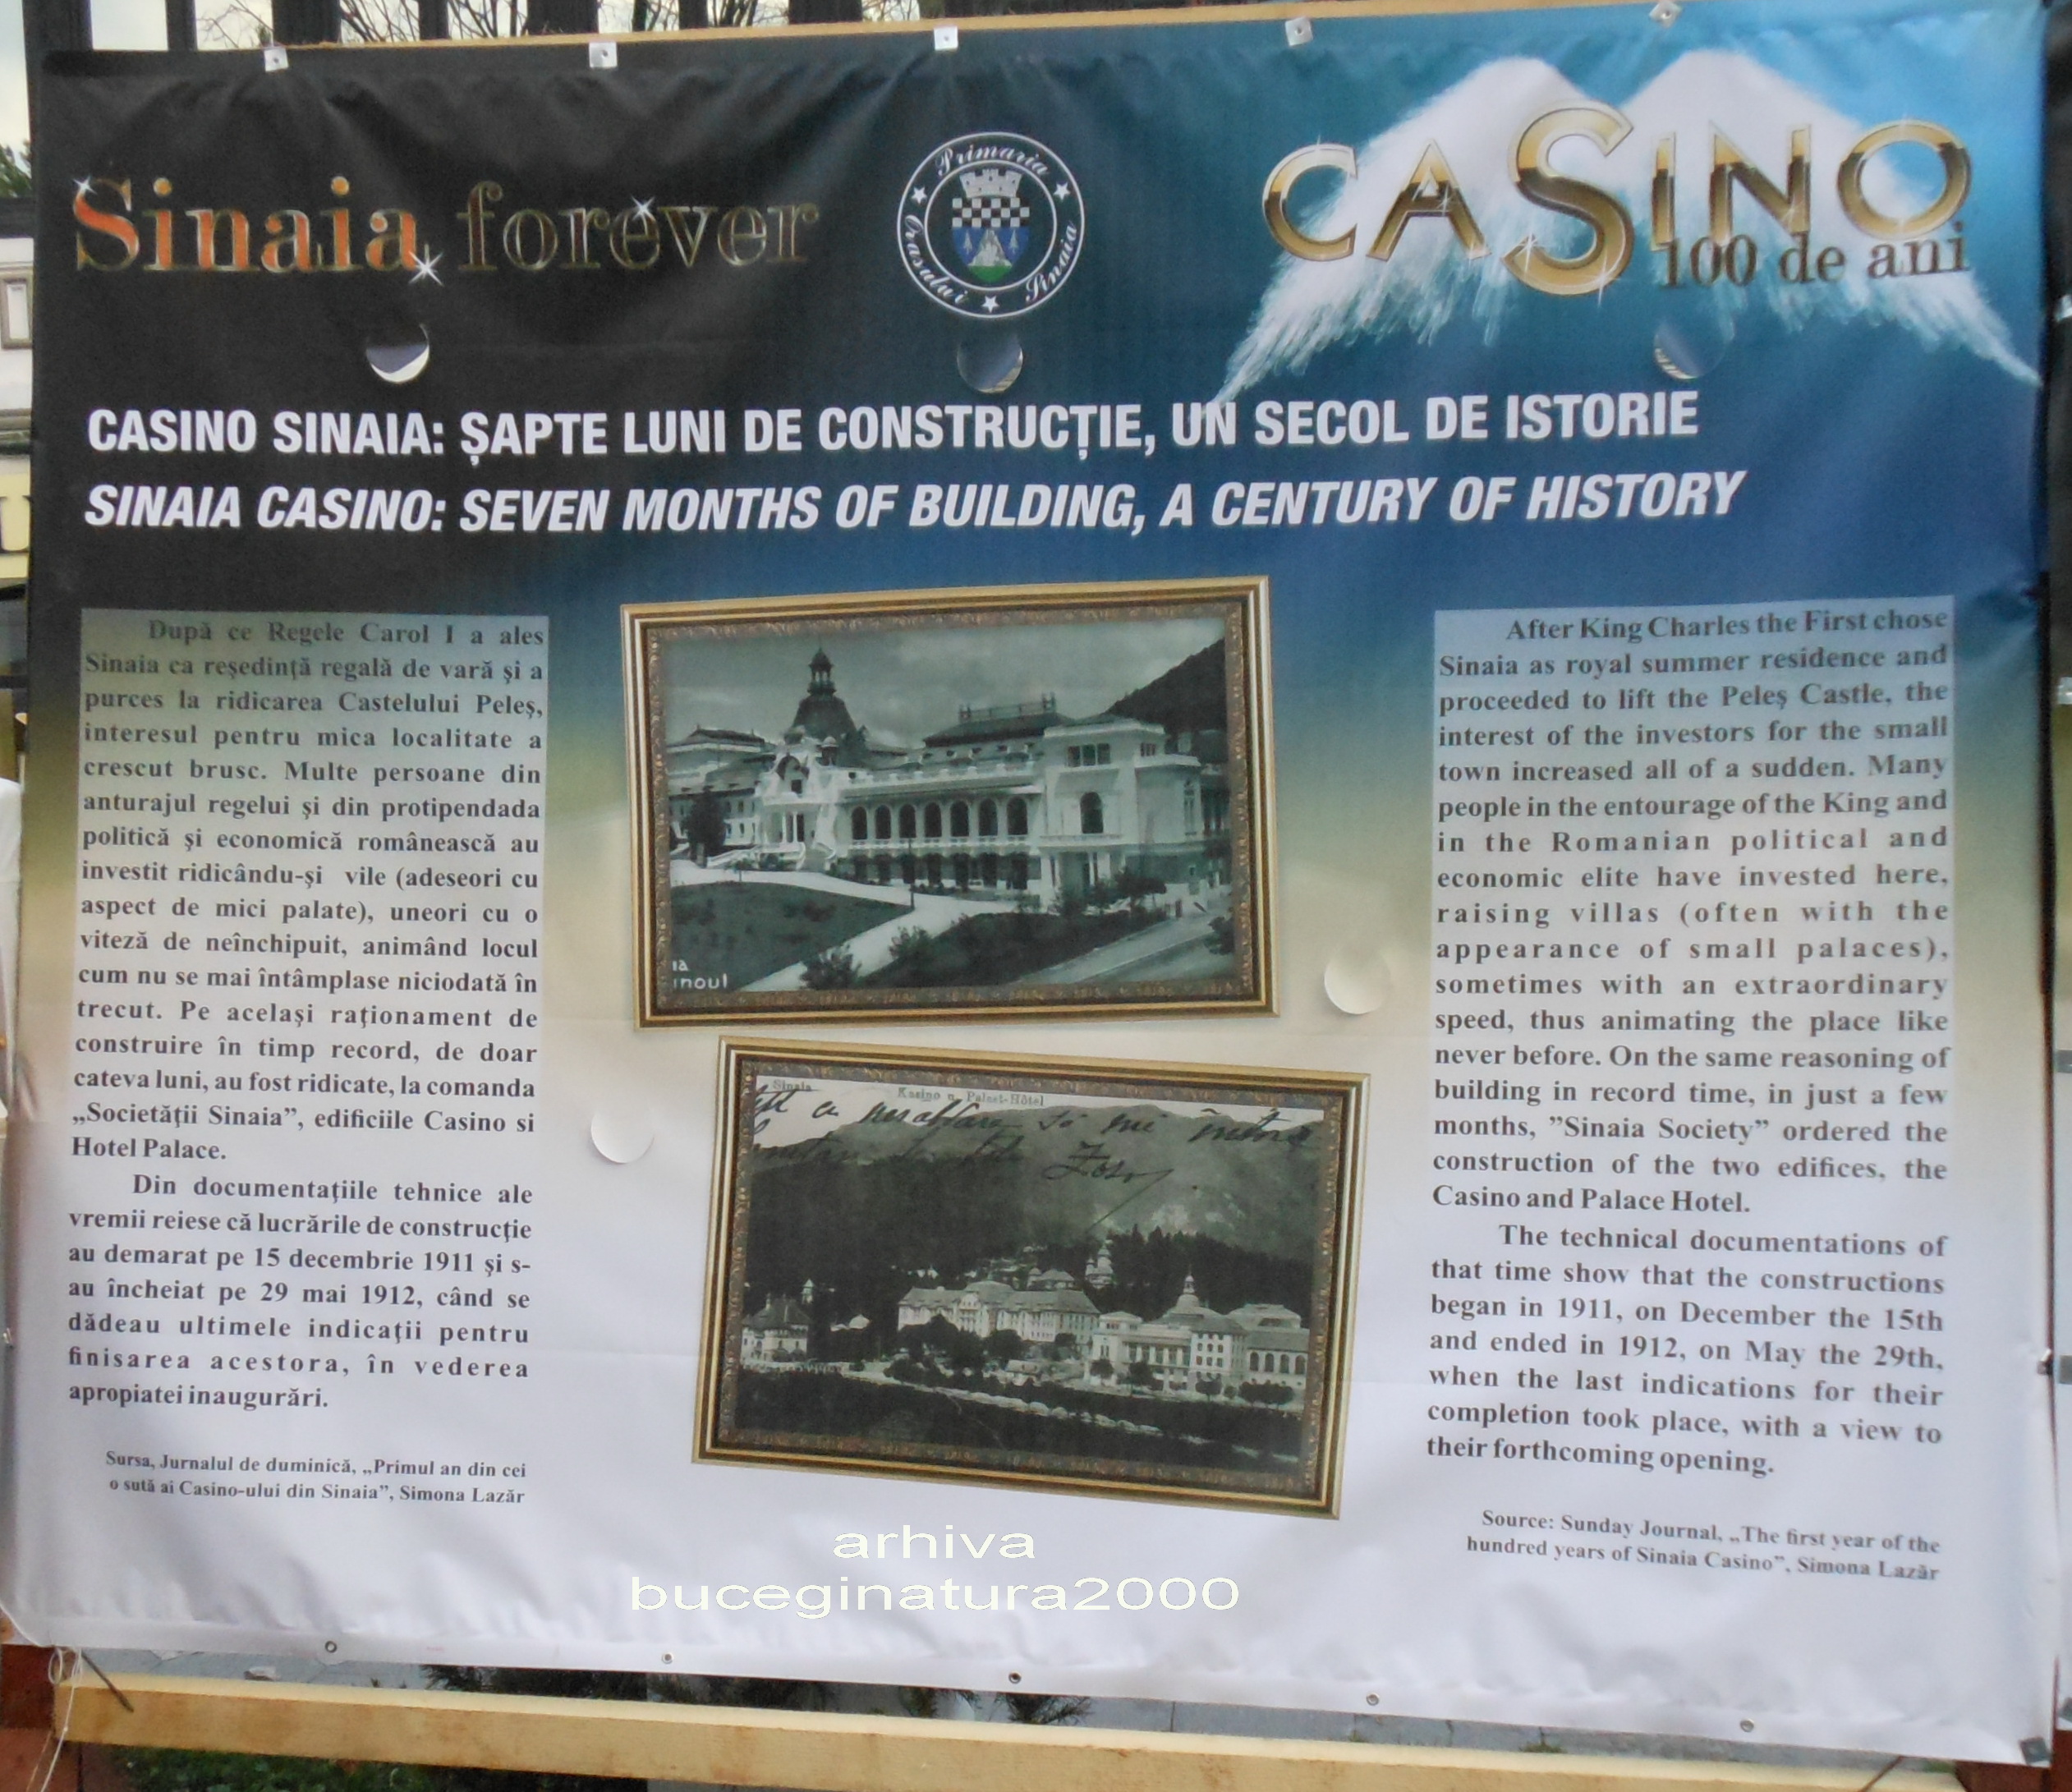 Sinaia forever
Primaria
Orasului Sinaia
CASINO
100 de ani
CASINO SINAIA: ȘAPTE LUNI DE CONSTRUCȚIE, UN SECOL DE ISTORIE
SINAIA CASINO: SEVEN MONTHS OF BUILDING, A CENTURY OF HISTORY
După ce Regele Carol I a ales
Sinaia ca reşedinţă regală de vară şi a
purces la ridicarea Castelului Peleş,
interesul pentru mica localitate a
crescut brusc. Multe persoane din
anturajul regelui şi din protipendada
politică şi economică românească au
investit ridicându-şi vile (adeseori cu
aspect de mici palate), uneori cu o
viteză de neînchipuit, animând locul
cum nu se mai întâmplase niciodată în
trecut. Pe acelaşi raţionament de
construire în timp record, de doar
cateva luni, au fost ridicate, la comanda
„Societăţii Sinaia”, edificiile Casino si
Hotel Palace.
Din documentaţiile tehnice ale
vremii reiese că lucrările de construcţie
au demarat pe 15 decembrie 1911 şi s-
au încheiat pe 29 mai 1912, când se
dădeau ultimele indicaţii pentru
finisarea acestora, în vederea
apropiatei inaugurări.
Sursa, Jurnalul de duminică, „Primul an din cei
o sută ai Casino-ului din Sinaia”, Simona Lazăr
ia
inoul
Sinaia
Kasino u. Palast-Hôtel
After King Charles the First chose
Sinaia as royal summer residence and
proceeded to lift the Peleş Castle, the
interest of the investors for the small
town increased all of a sudden. Many
people in the entourage of the King and
in the Romanian political and
economic elite have invested here,
raising villas (often with the
appearance of small palaces),
sometimes with an extraordinary
speed, thus animating the place like
never before. On the same reasoning of
building in record time, in just a few
months, ”Sinaia Society” ordered the
construction of the two edifices, the
Casino and Palace Hotel.
The technical documentations of
that time show that the constructions
began in 1911, on December the 15th
and ended in 1912, on May the 29th,
when the last indications for their
completion took place, with a view to
their forthcoming opening.
Source: Sunday Journal, „The first year of the
hundred years of Sinaia Casino”, Simona Lazăr
arhiva
buceginatura2000